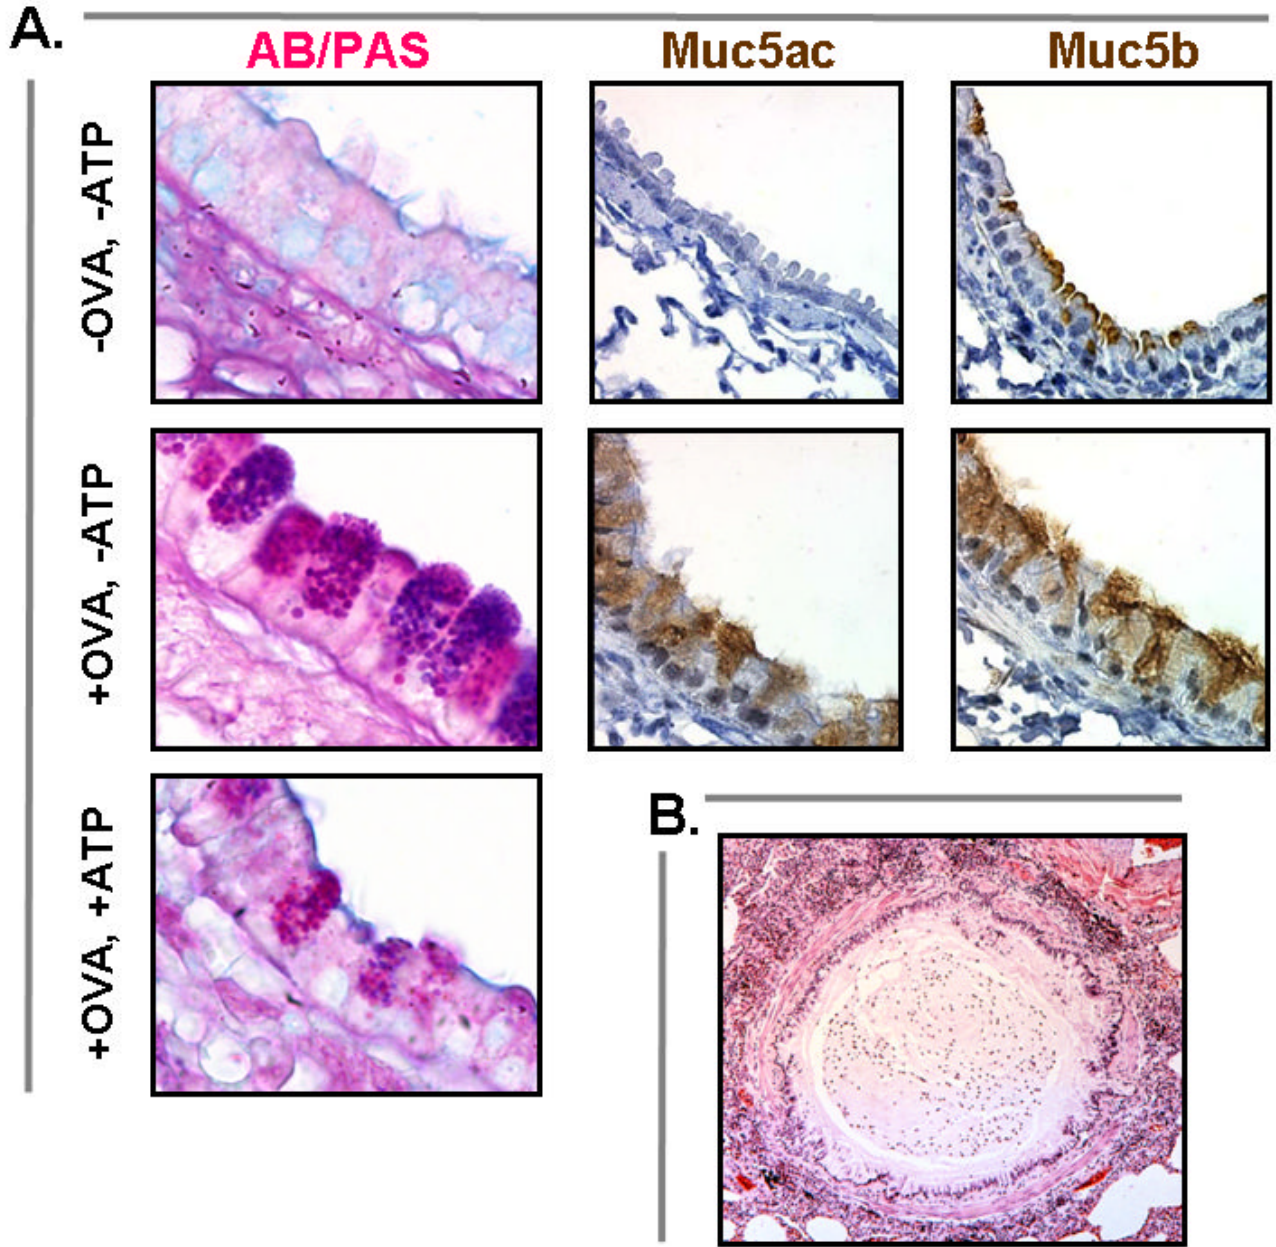 A.
AB/PAS
Muc5ac
Muc5b
-OVA, -ATP
+OVA, -ATP
+OVA, +ATP
B.